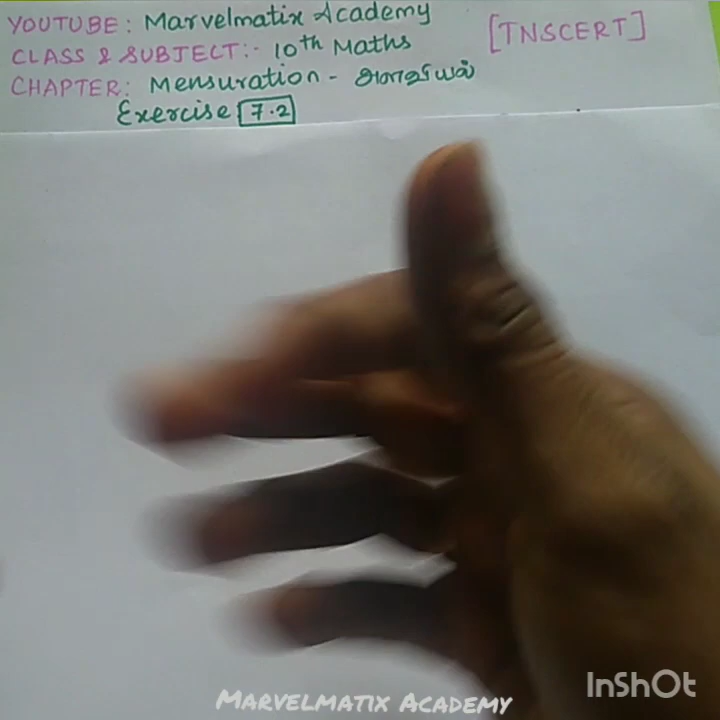 YOUTUBE: Marvelmatix Academy
CLASS & SUBJECT:- 10th Maths [TNSCERT]
CHAPTER: Mensuration - அளவியல்
Exercise 7.2
MARVELMATIX ACADEMY
InShOt